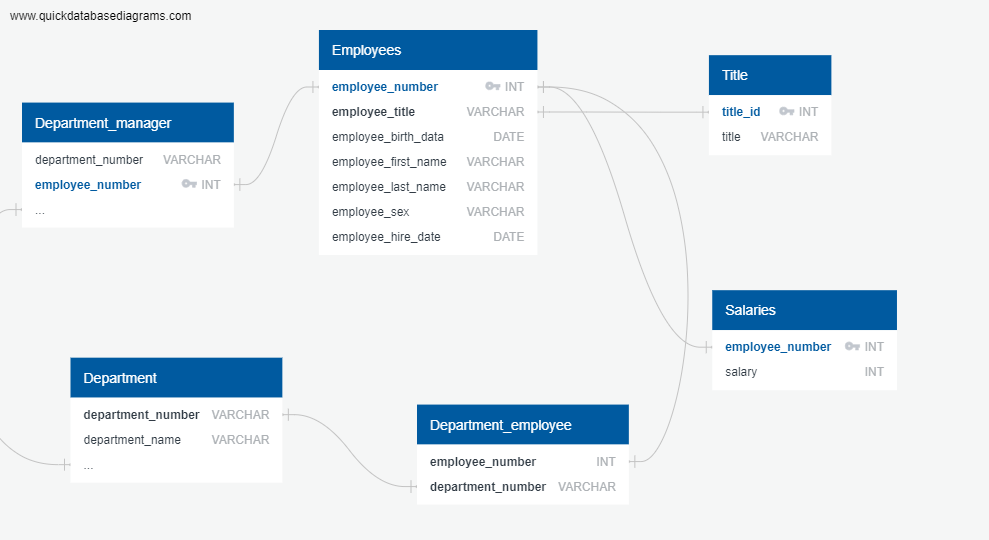 www.quickdatabasediagrams.com
Employees
employee_number INT
employee_title VARCHAR
employee_birth_data DATE
employee_first_name VARCHAR
employee_last_name VARCHAR
employee_sex VARCHAR
employee_hire_date DATE
Title
title_id INT
title VARCHAR
Department_manager
department_number VARCHAR
employee_number INT
...
Salaries
employee_number INT
salary INT
Department
department_number VARCHAR
department_name VARCHAR
...
Department_employee
employee_number INT
department_number VARCHAR